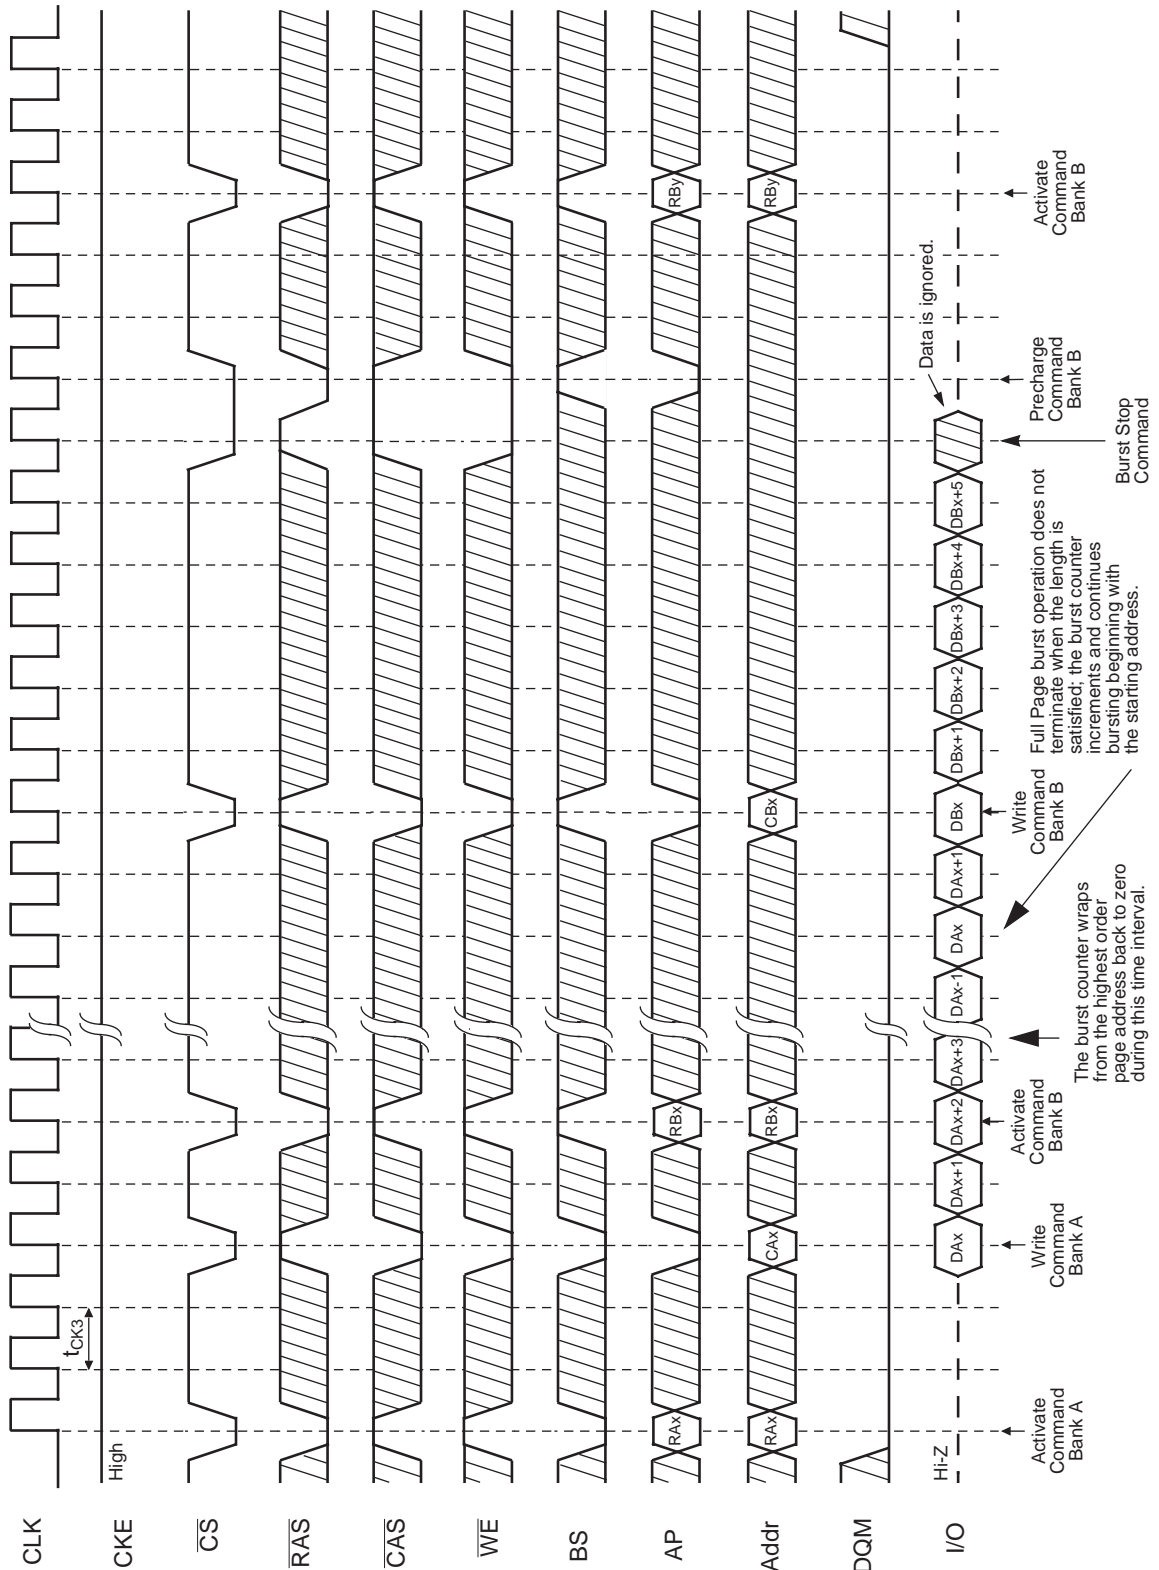 CLK
CKE
CS
RAS
CAS
WE
BS
AP
Addr
DQM
I/O
High
tCK3
RAx
RBx
RBy
RAx
CAx
RBx
CBx
RBy
Hi-Z
DAx
DAx+1
DAx+2
DAx+3
DAx-1
DAx
DAx+1
DBx
DBx+1
DBx+2
DBx+3
DBx+4
DBx+5
Data is ignored.
Activate
Command
Bank A
Write
Command
Bank A
Activate
Command
Bank B
The burst counter wraps
from the highest order
page address back to zero
during this time interval.
Write
Command
Bank B
Full Page burst operation does not
terminate when the length is
satisfied; the burst counter
increments and continues
bursting beginning with
the starting address.
Burst Stop
Command
Precharge
Command
Bank B
Activate
Command
Bank B